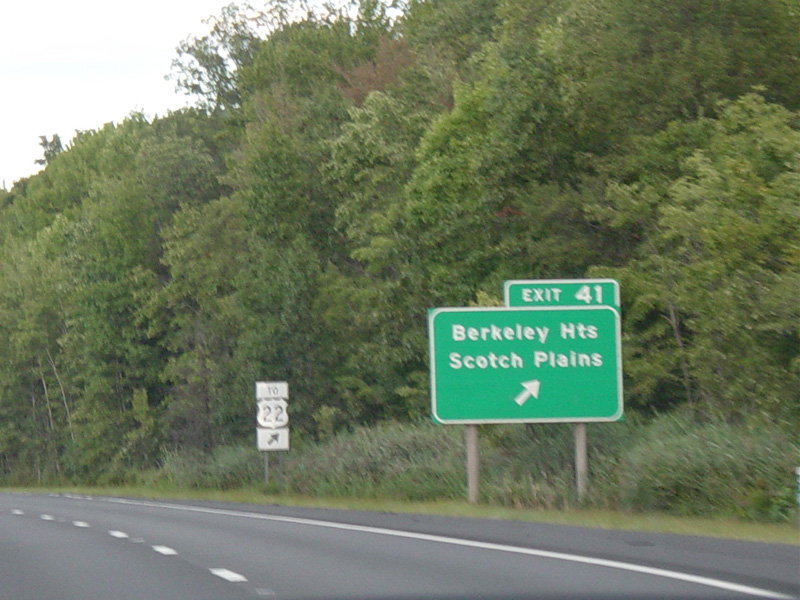 EXIT 41
Berkeley Hts
Scotch Plains
TO
22